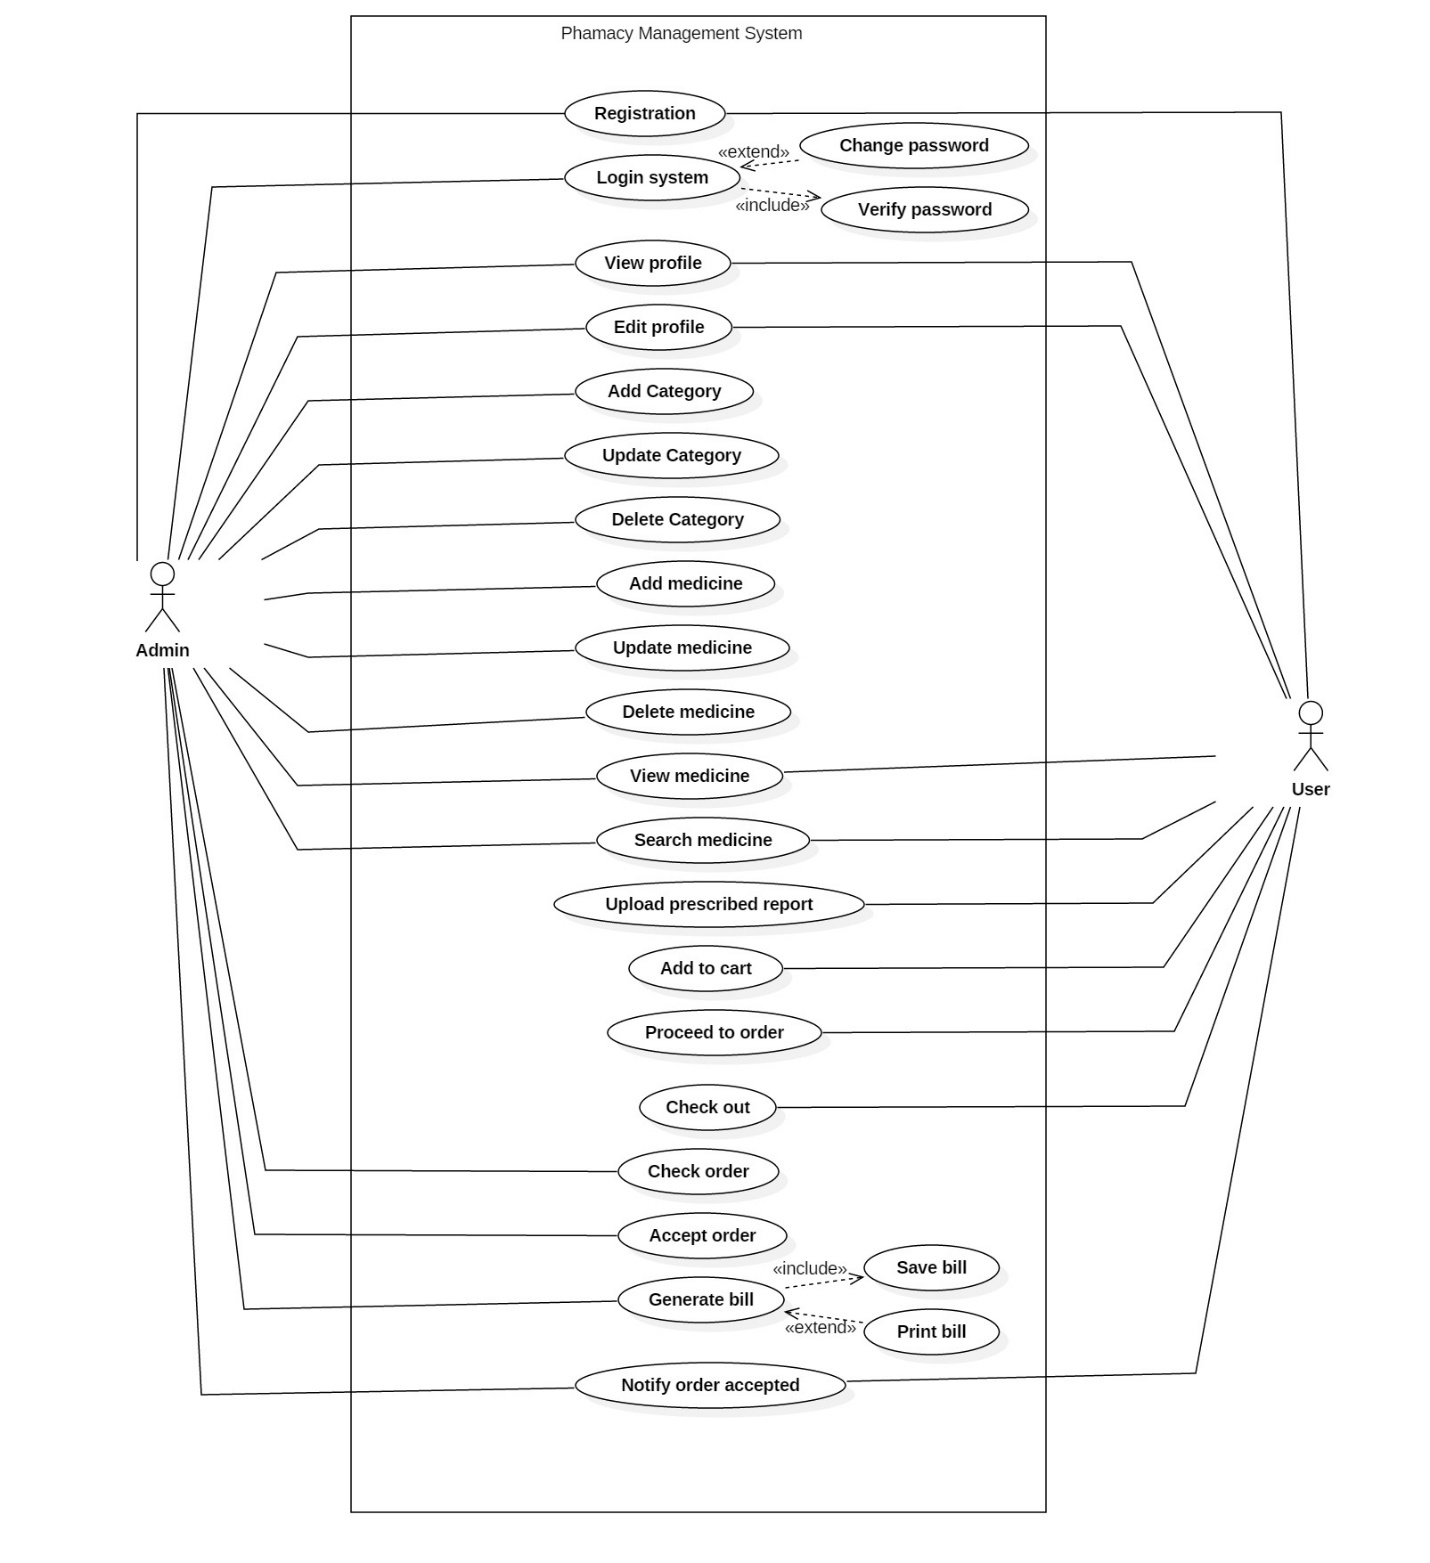 Phamacy Management System
Registration
Change password
«extend»
Login system
«include»
Verify password
View profile
Edit profile
Add Category
Update Category
Delete Category
Add medicine
Update medicine
Admin
Delete medicine
View medicine
User
Search medicine
Upload prescribed report
Add to cart
Proceed to order
Check out
Check order
Accept order
«include»
Save bill
Generate bill
«extend»
Print bill
Notify order accepted